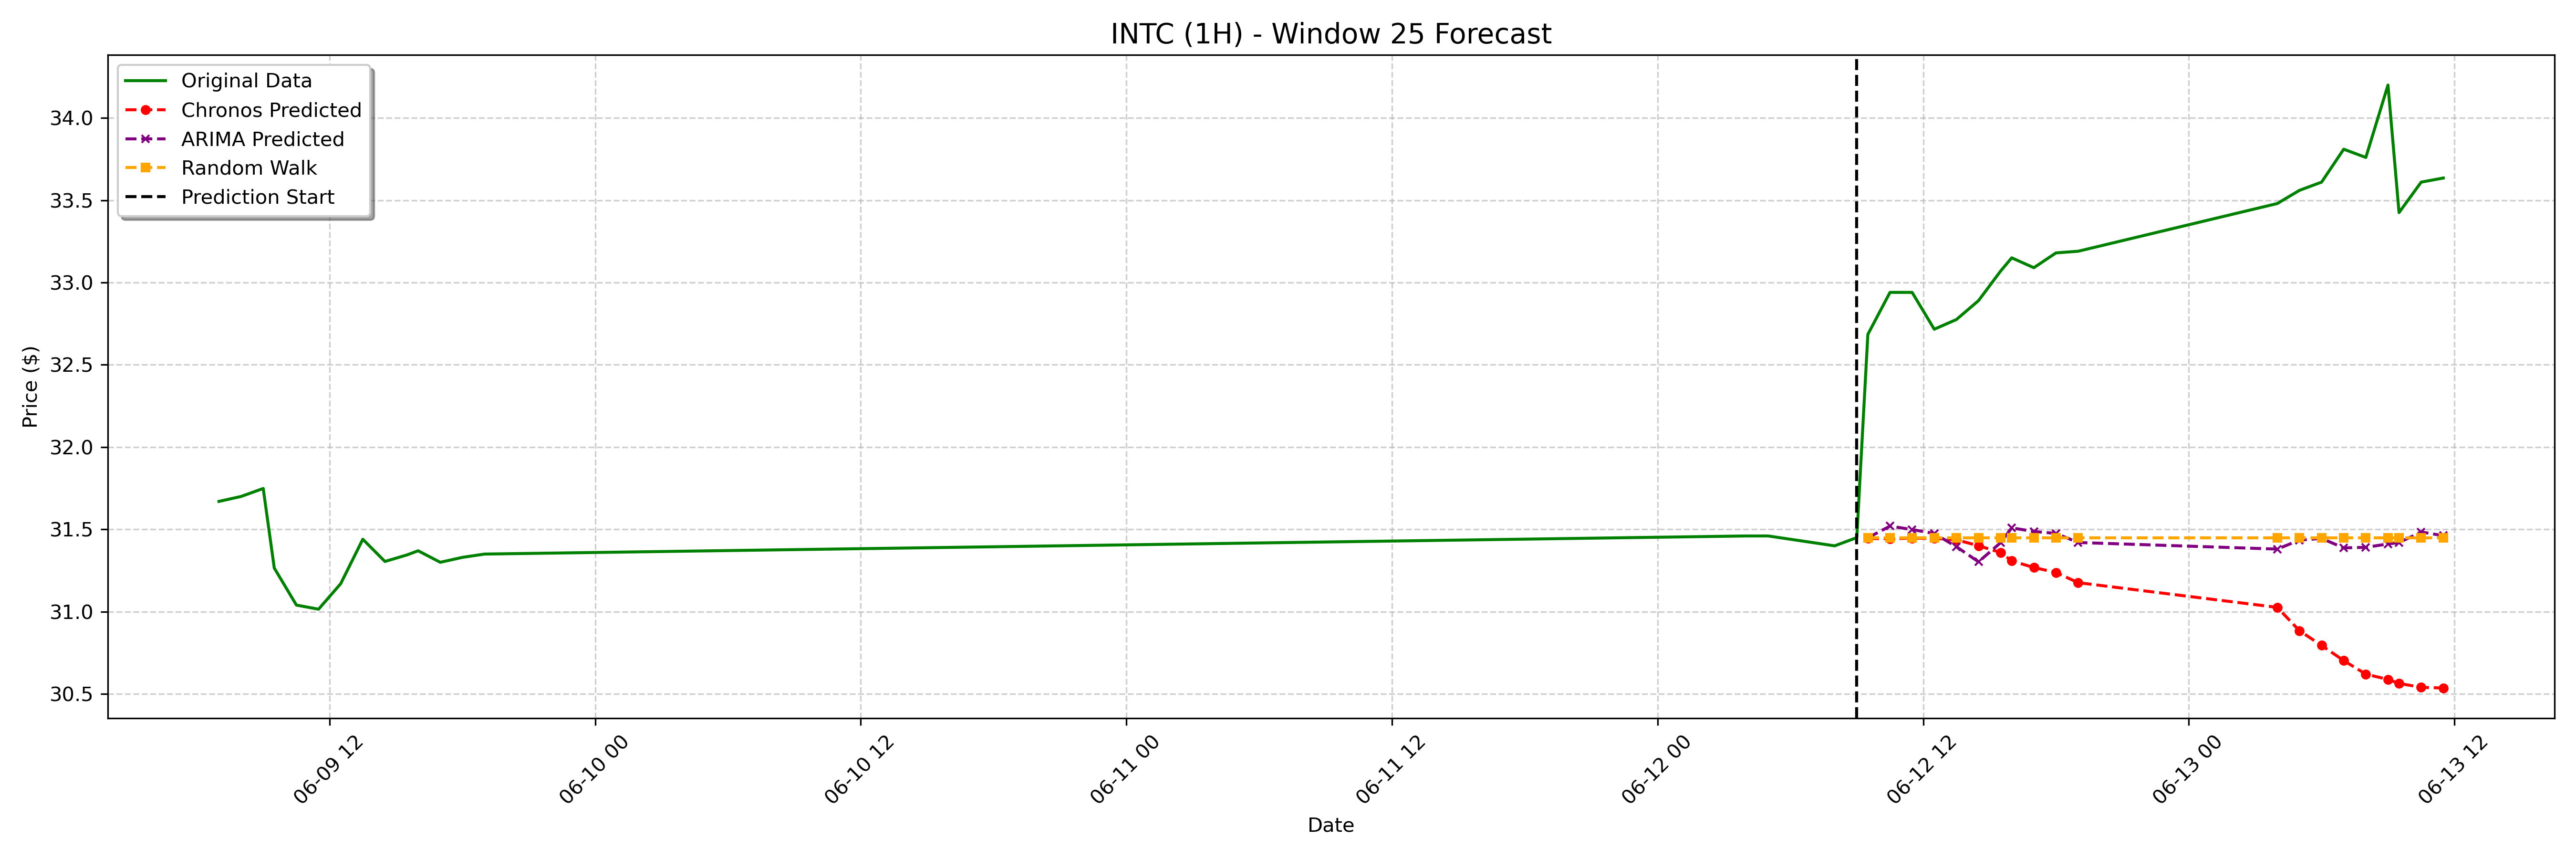 INTC (1H) - Window 25 Forecast
Original Data
Chronos Predicted
ARIMA Predicted
Random Walk
Prediction Start
Price ($)
34.0
33.5
33.0
32.5
32.0
31.5
31.0
30.5
06-09 12
06-10 00
06-10 12
06-11 00
06-11 12
06-12 00
06-12 12
06-13 00
06-13 12
Date